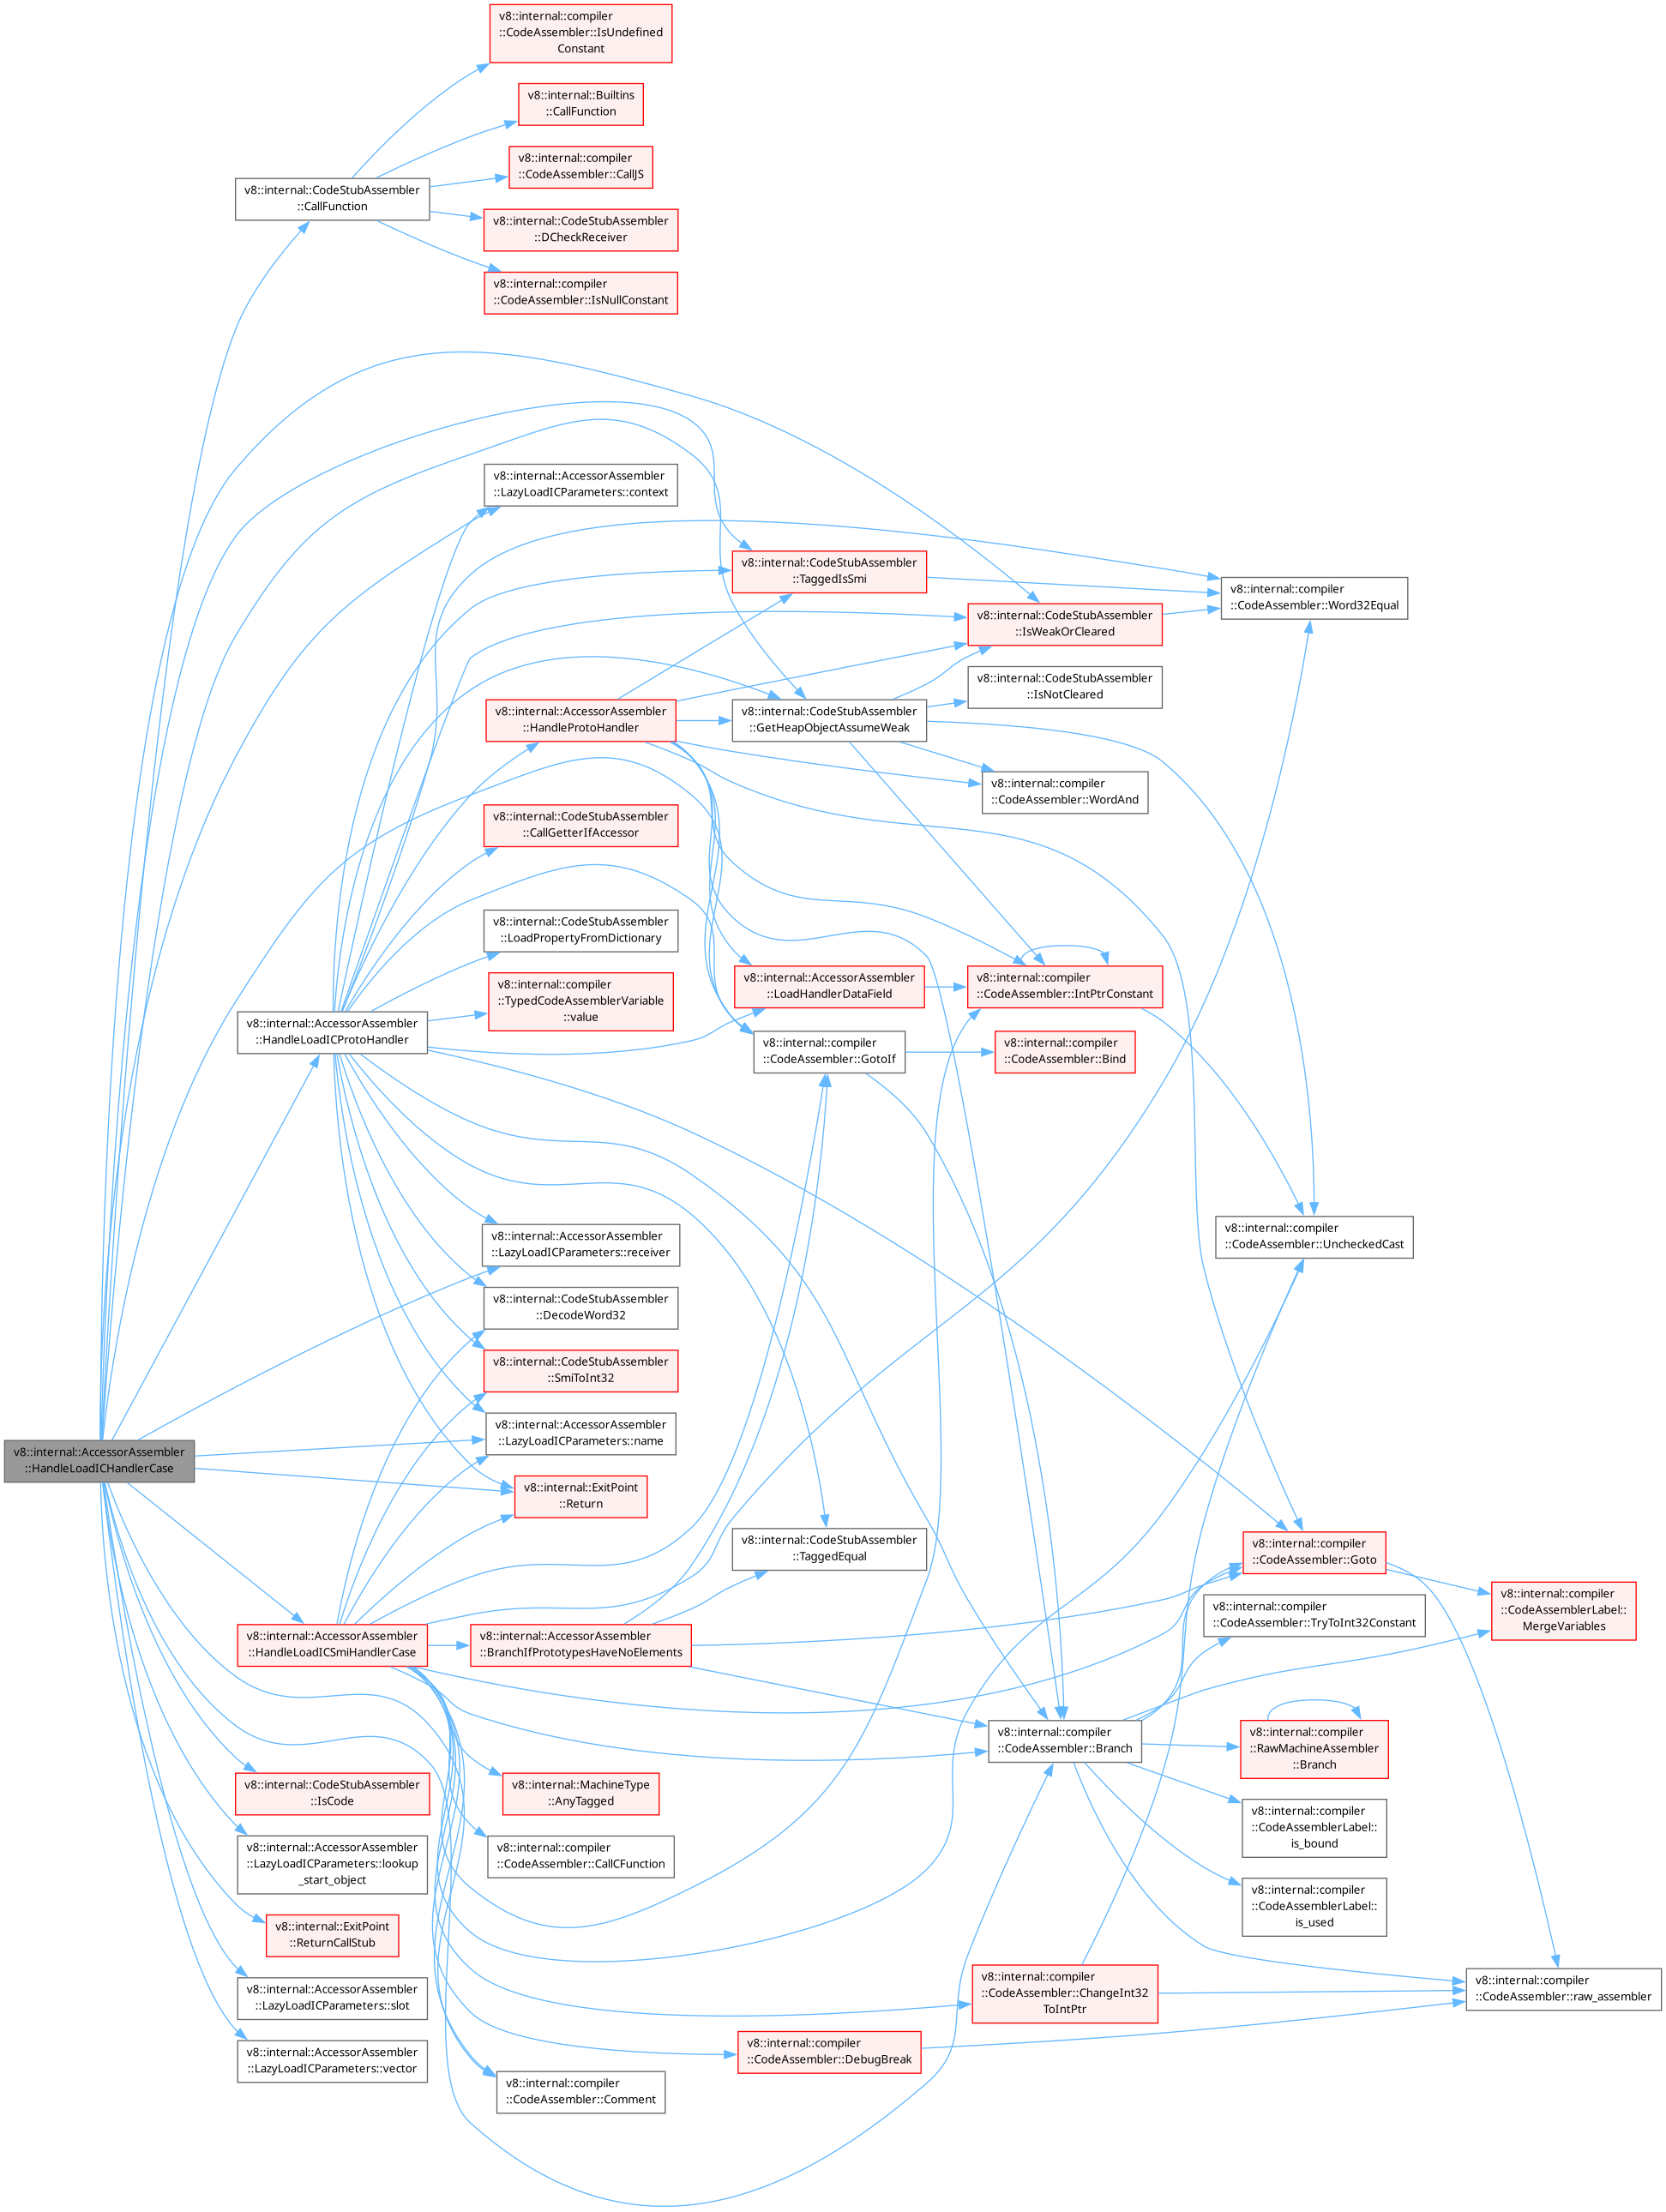 v8::internal::compiler
::CodeAssembler::IsUndefined
Constant
v8::internal::Builtins
::CallFunction
v8::internal::compiler
::CodeAssembler::CallJS
v8::internal::CodeStubAssembler
::CallFunction
v8::internal::CodeStubAssembler
::DCheckReceiver
v8::internal::compiler
::CodeAssembler::IsNullConstant
v8::internal::AccessorAssembler
::LazyLoadICParameters::context
v8::internal::CodeStubAssembler
::TaggedIsSmi
v8::internal::compiler
::CodeAssembler::Word32Equal
v8::internal::CodeStubAssembler
::IsWeakOrCleared
v8::internal::CodeStubAssembler
::IsNotCleared
v8::internal::AccessorAssembler
::HandleProtoHandler
v8::internal::CodeStubAssembler
::GetHeapObjectAssumeWeak
v8::internal::compiler
::CodeAssembler::WordAnd
v8::internal::CodeStubAssembler
::CallGetterIfAccessor
v8::internal::CodeStubAssembler
::LoadPropertyFromDictionary
v8::internal::compiler
::TypedCodeAssemblerVariable
::value
v8::internal::AccessorAssembler
::LoadHandlerDataField
v8::internal::compiler
::CodeAssembler::IntPtrConstant
v8::internal::AccessorAssembler
::HandleLoadICProtoHandler
v8::internal::compiler
::CodeAssembler::GotoIf
v8::internal::compiler
::CodeAssembler::Bind
v8::internal::AccessorAssembler
::LazyLoadICParameters::receiver
v8::internal::compiler
::CodeAssembler::UncheckedCast
v8::internal::CodeStubAssembler
::DecodeWord32
v8::internal::CodeStubAssembler
::SmiToInt32
v8::internal::AccessorAssembler
::LazyLoadICParameters::name
v8::internal::AccessorAssembler
::HandleLoadICHandlerCase
v8::internal::ExitPoint
::Return
v8::internal::CodeStubAssembler
::TaggedEqual
v8::internal::compiler
::CodeAssembler::Goto
v8::internal::compiler
::CodeAssembler::TryToInt32Constant
v8::internal::compiler
::CodeAssemblerLabel::
MergeVariables
v8::internal::AccessorAssembler
::HandleLoadICSmiHandlerCase
v8::internal::AccessorAssembler
::BranchIfPrototypesHaveNoElements
v8::internal::compiler
::CodeAssembler::Branch
v8::internal::compiler
::RawMachineAssembler
::Branch
v8::internal::CodeStubAssembler
::IsCode
v8::internal::MachineType
::AnyTagged
v8::internal::compiler
::CodeAssemblerLabel::
is_bound
v8::internal::AccessorAssembler
::LazyLoadICParameters::lookup
_start_object
v8::internal::compiler
::CodeAssembler::CallCFunction
v8::internal::compiler
::CodeAssemblerLabel::
is_used
v8::internal::ExitPoint
::ReturnCallStub
v8::internal::compiler
::CodeAssembler::ChangeInt32
ToIntPtr
v8::internal::compiler
::CodeAssembler::raw_assembler
v8::internal::AccessorAssembler
::LazyLoadICParameters::slot
v8::internal::compiler
::CodeAssembler::DebugBreak
v8::internal::AccessorAssembler
::LazyLoadICParameters::vector
v8::internal::compiler
::CodeAssembler::Comment